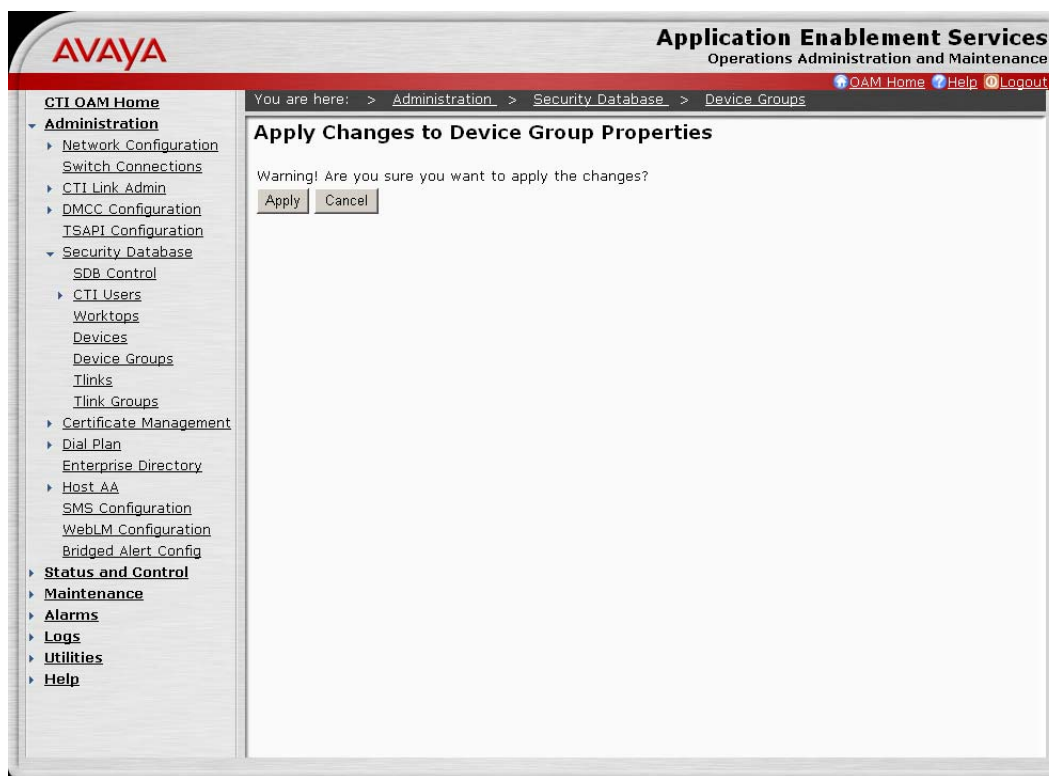 AVAYA
Application Enablement Services
Operations Administration and Maintenance
OAM Home Help Logout
You are here: > Administration > Security Database > Device Groups
CTI OAM Home
Administration
Network Configuration
Switch Connections
CTI Link Admin
DMCC Configuration
TSAPI Configuration
Security Database
SDB Control
CTI Users
Worktops
Devices
Device Groups
Tlinks
Tlink Groups
Certificate Management
Dial Plan
Enterprise Directory
Host AA
SMS Configuration
WebLM Configuration
Bridged Alert Config
Status and Control
Maintenance
Alarms
Logs
Utilities
Help
Apply Changes to Device Group Properties
Warning! Are you sure you want to apply the changes?
Apply Cancel